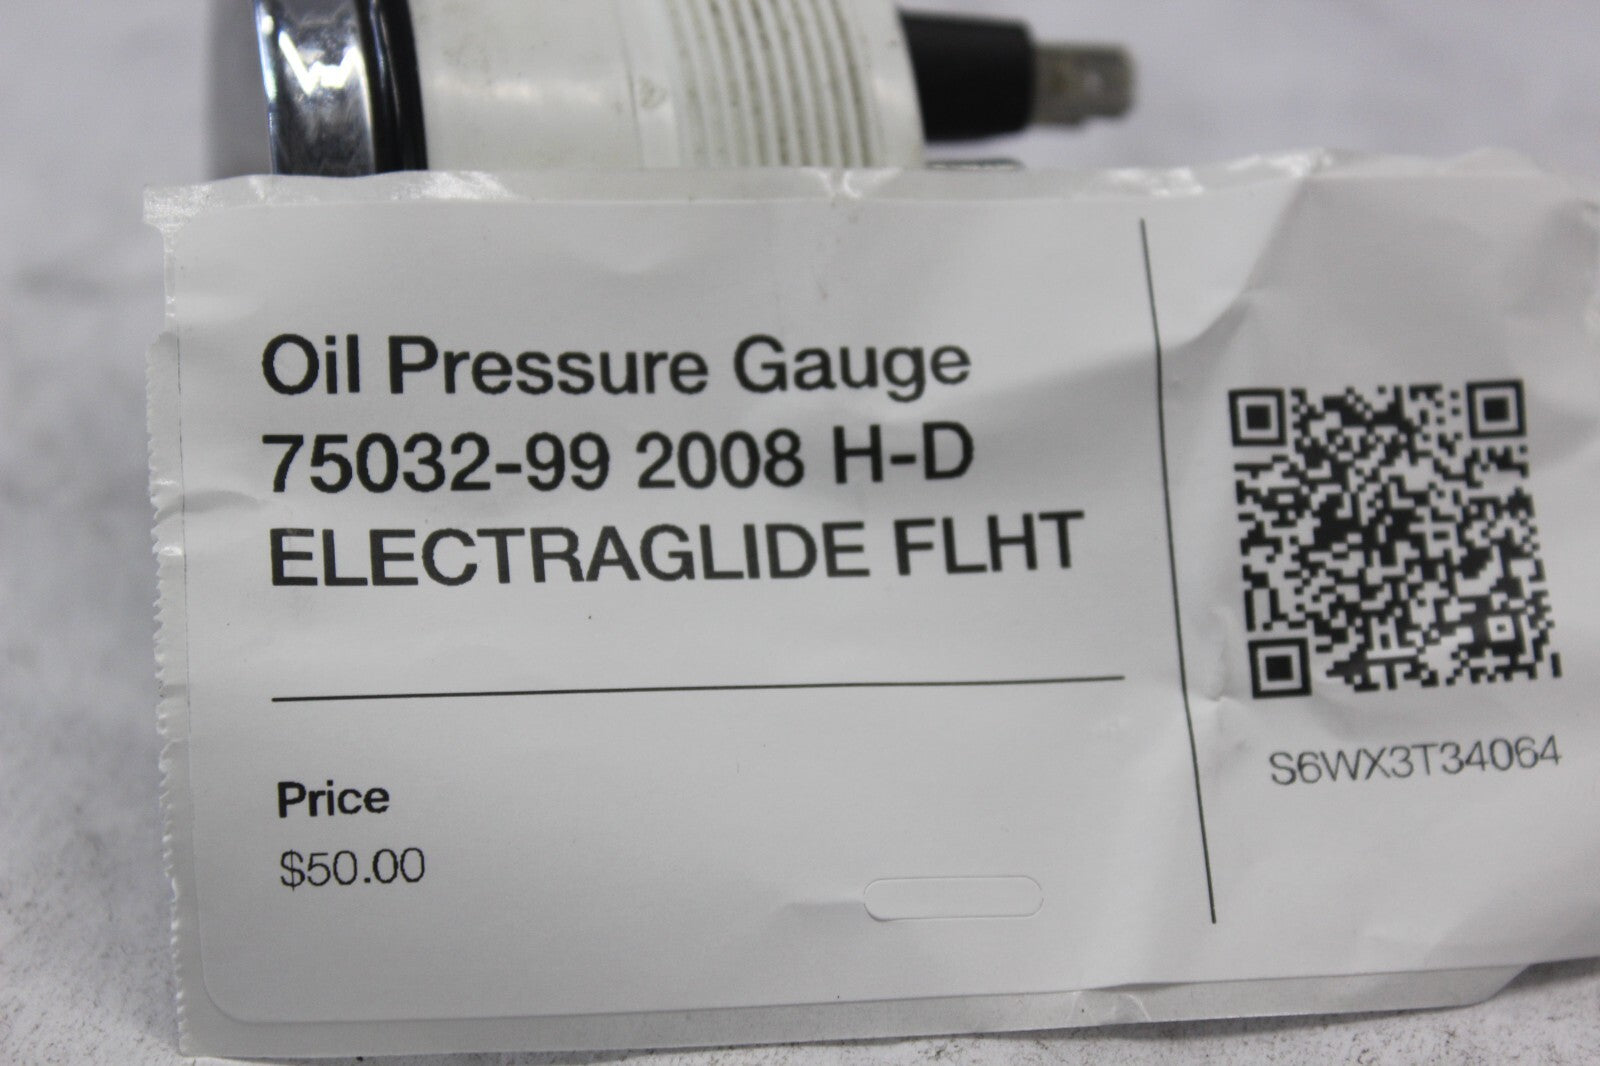 Oil Pressure Gauge
75032-99 2008 H-D
ELECTRAGLIDE FLHT
Price
$50.00
S6WX3T34064